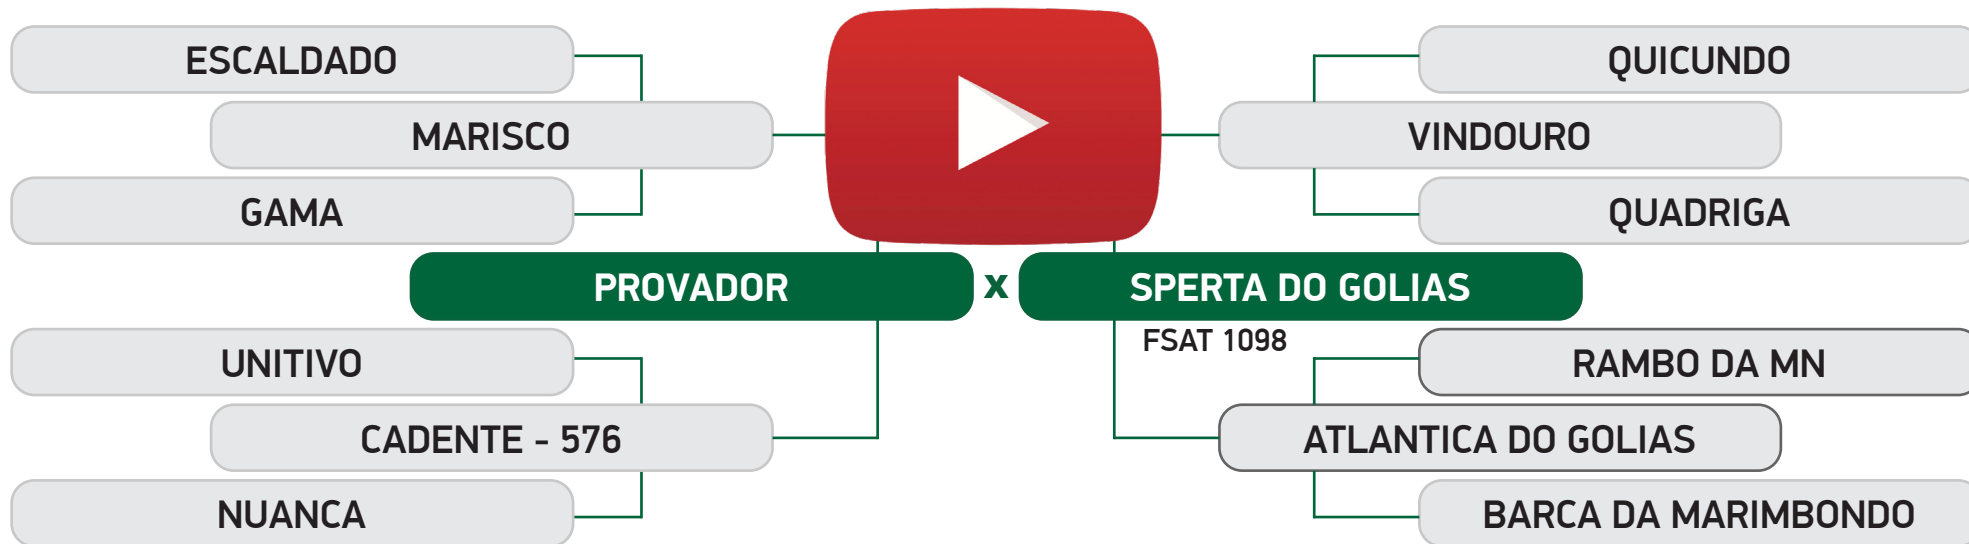 ESCALDADO
QUICUNDO
MARISCO
VINDOURO
GAMA
QUADRIGA
PROVADOR x SPERTA DO GOLIAS
FSAT 1098
UNITIVO
RAMBO DA MN
CADENTE - 576
ATLANTICA DO GOLIAS
NUANCA
BARCA DA MARIMBONDO